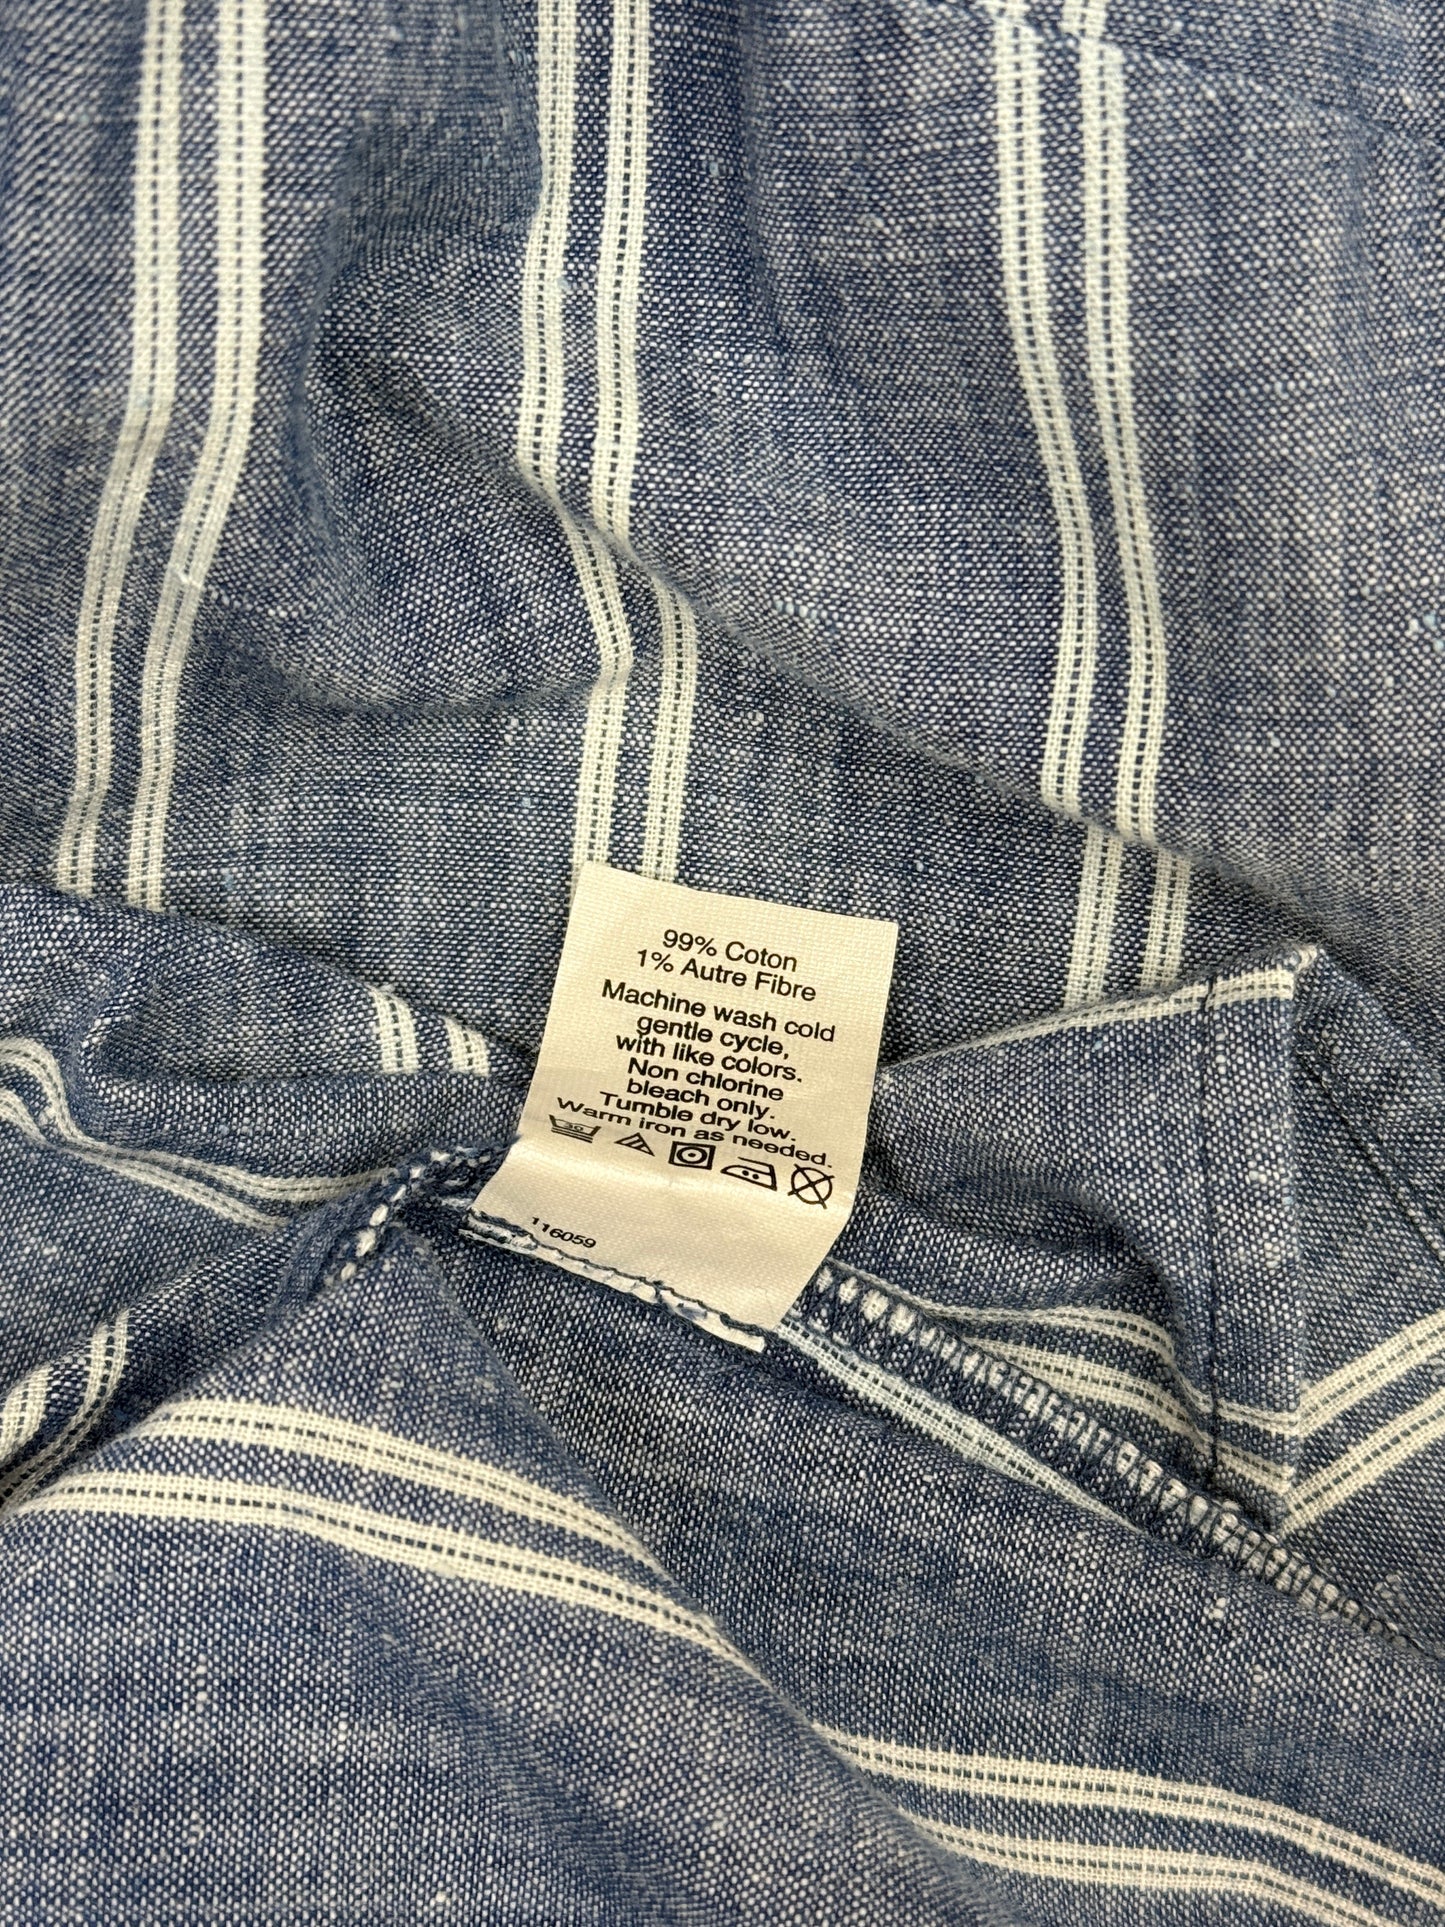 99% Coton
1% Autre Fibre
Machine wash cold
gentle cycle,
with like colors.
Non chlorine
bleach only.
Tumble dry low.
Warm iron as needed.
30
116059